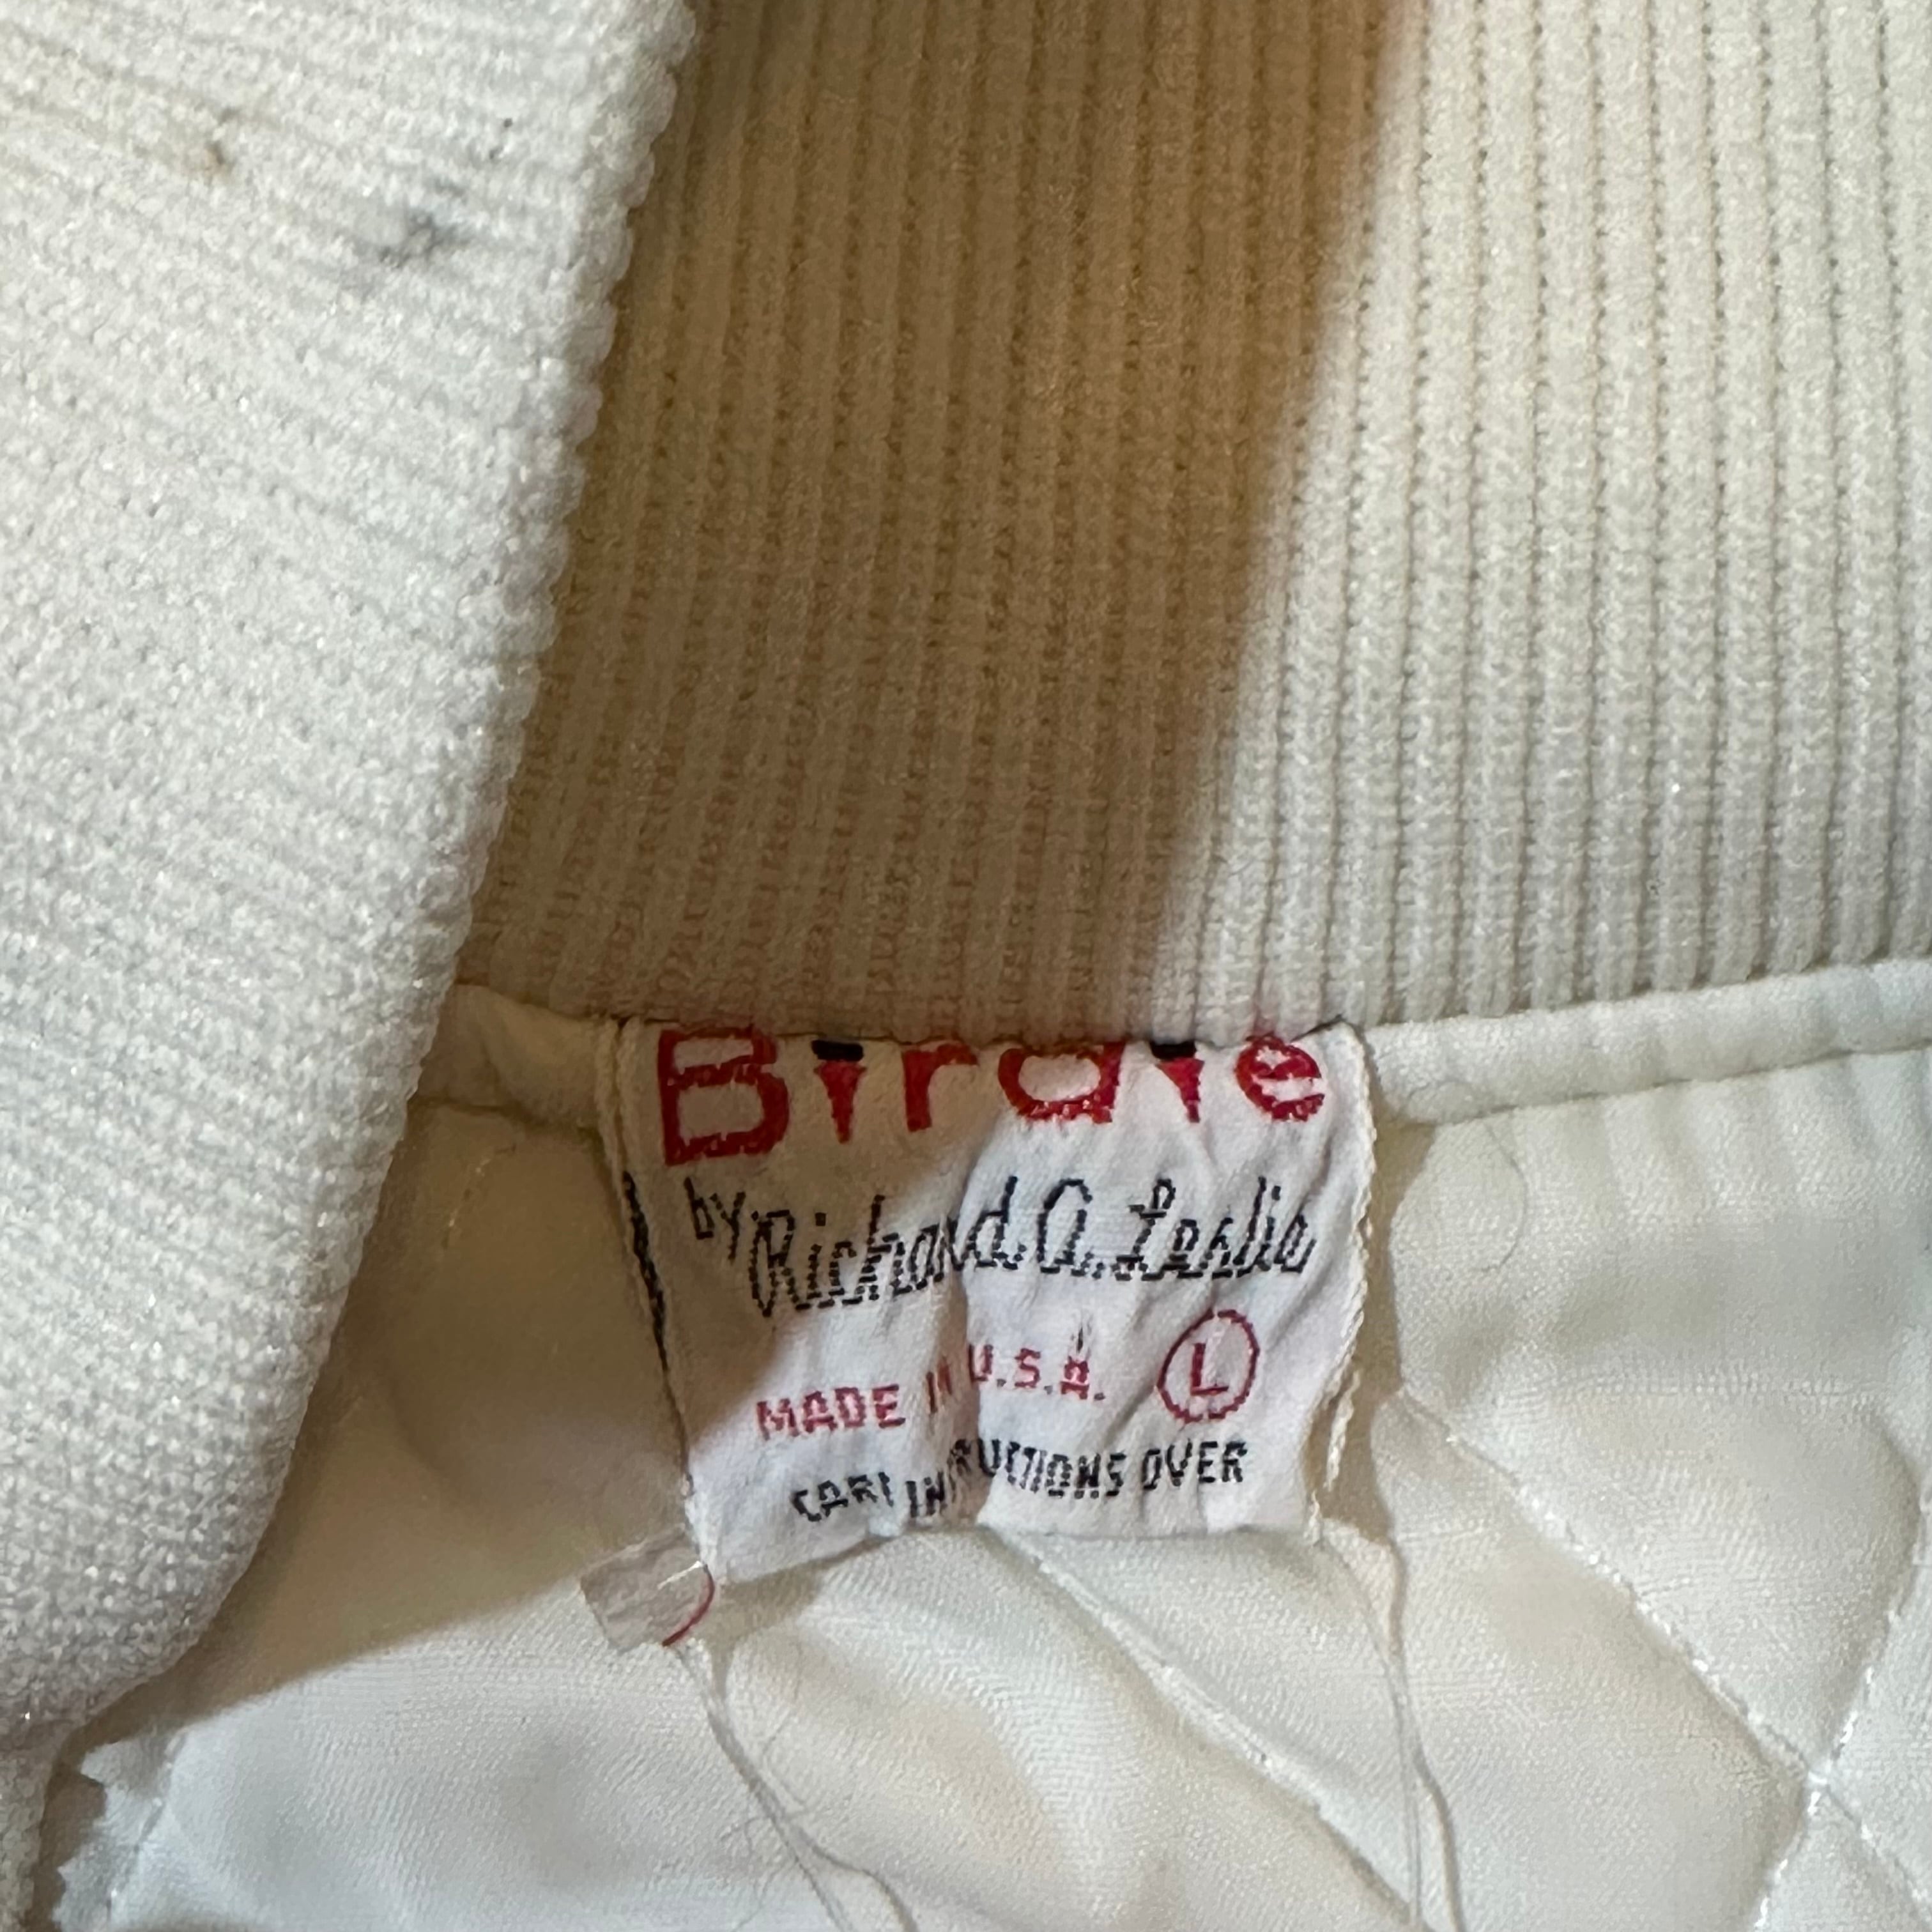 Birdie
by Richard A. Leslie
MADE IN U.S.A. L
CARE INSTRUCTIONS OVER